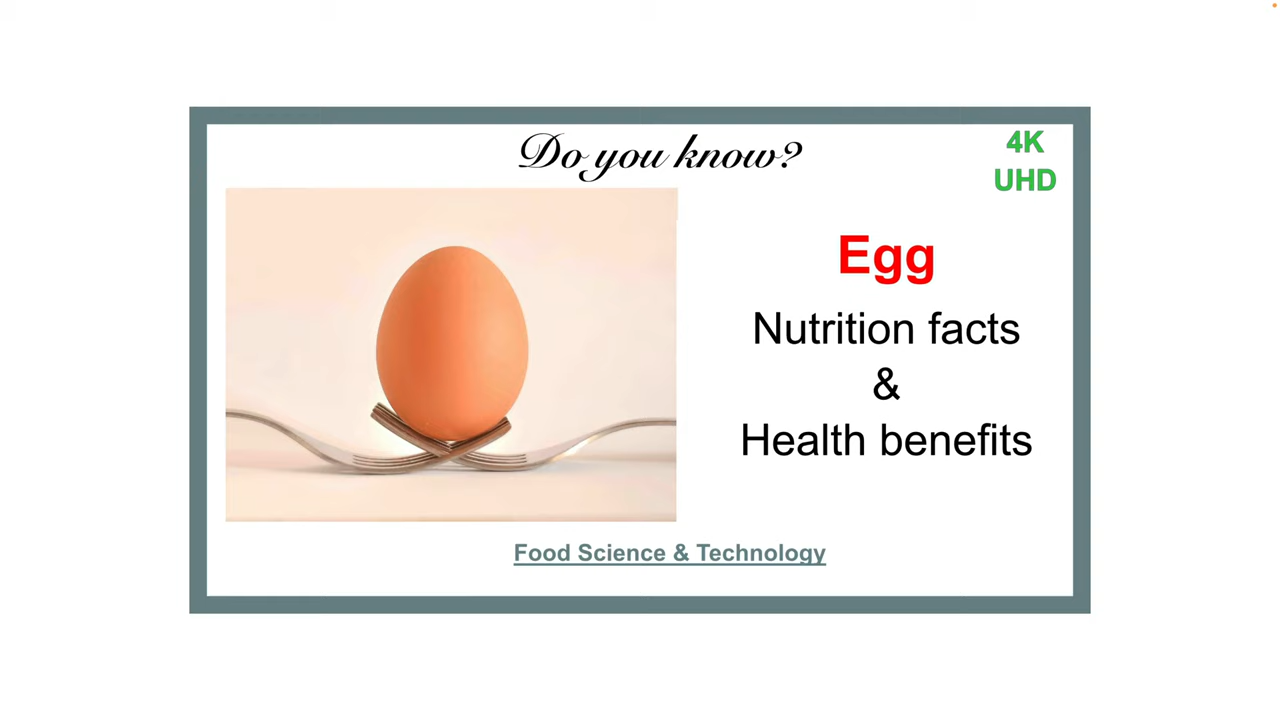 Do you know?
4K
UHD
Egg
Nutrition facts
&
Health benefits
Food Science & Technology